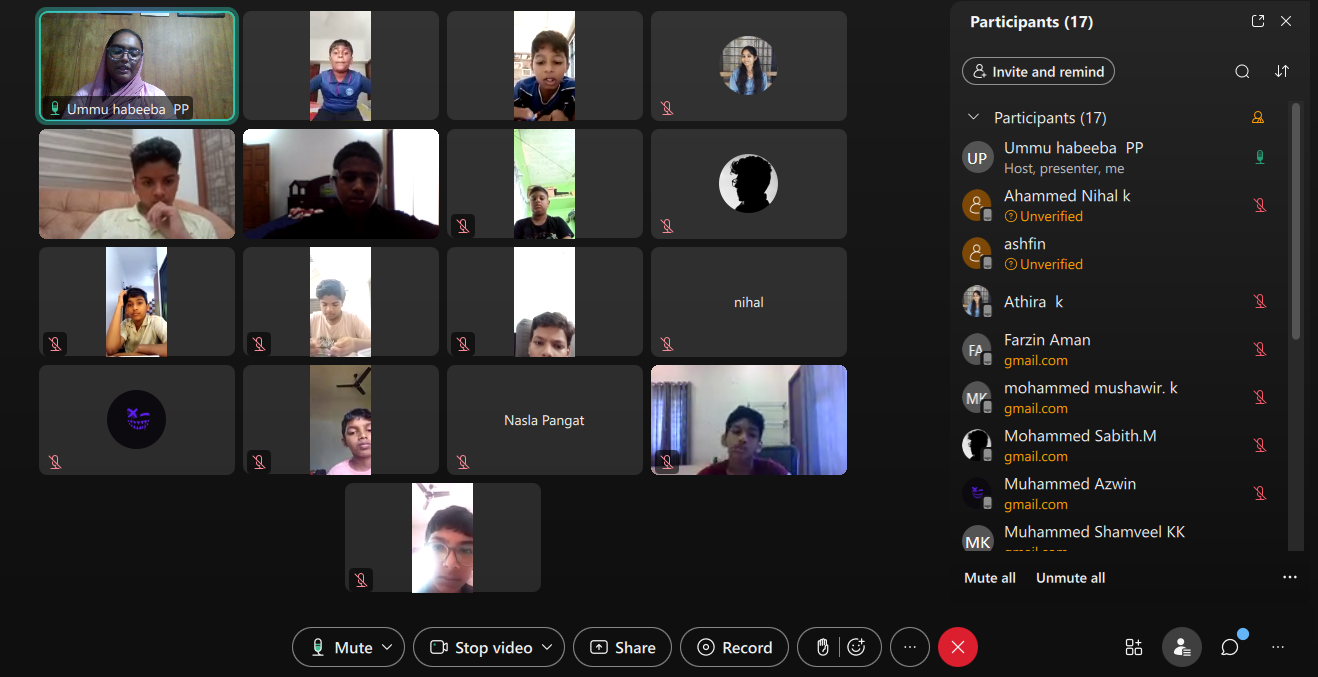 Ummu habeeba PP
nihal
Nasla Pangat
Participants (17)
Invite and remind
Participants (17)
UP
Ummu habeeba PP
Host, presenter, me
Ahammed Nihal k
Unverified
ashfin
Unverified
Athira k
FA
Farzin Aman
gmail.com
MK
mohammed mushawir. k
gmail.com
Mohammed Sabith.M
gmail.com
Muhammed Azwin
gmail.com
MK
Muhammed Shamveel KK
gmail.com
Mute all
Unmute all
Mute
Stop video
Share
Record